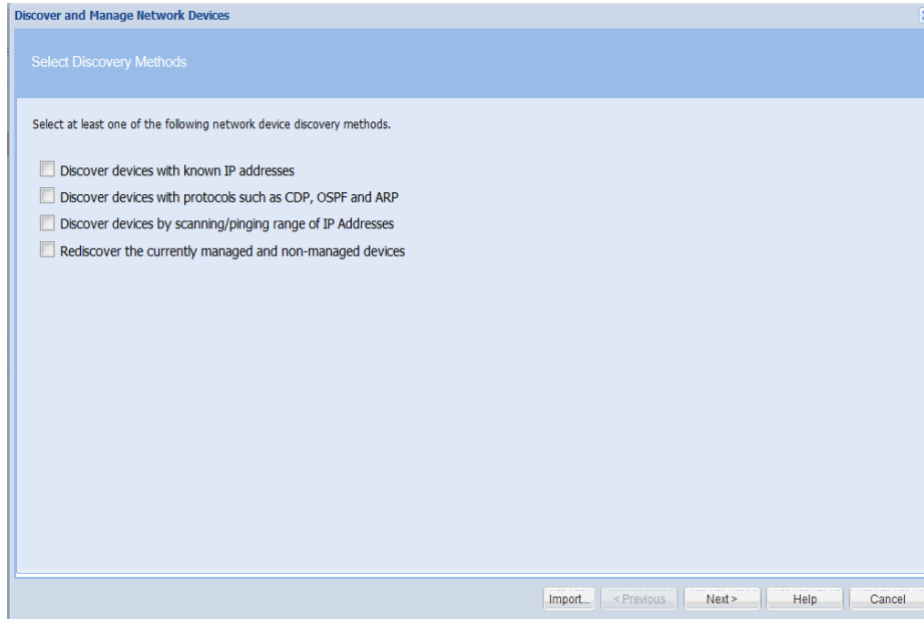 Discover and Manage Network Devices
Select Discovery Methods
Select at least one of the following network device discovery methods.
Discover devices with known IP addresses
Discover devices with protocols such as CDP, OSPF and ARP
Discover devices by scanning/pinging range of IP Addresses
Rediscover the currently managed and non-managed devices
Import...
< Previous
Next >
Help
Cancel